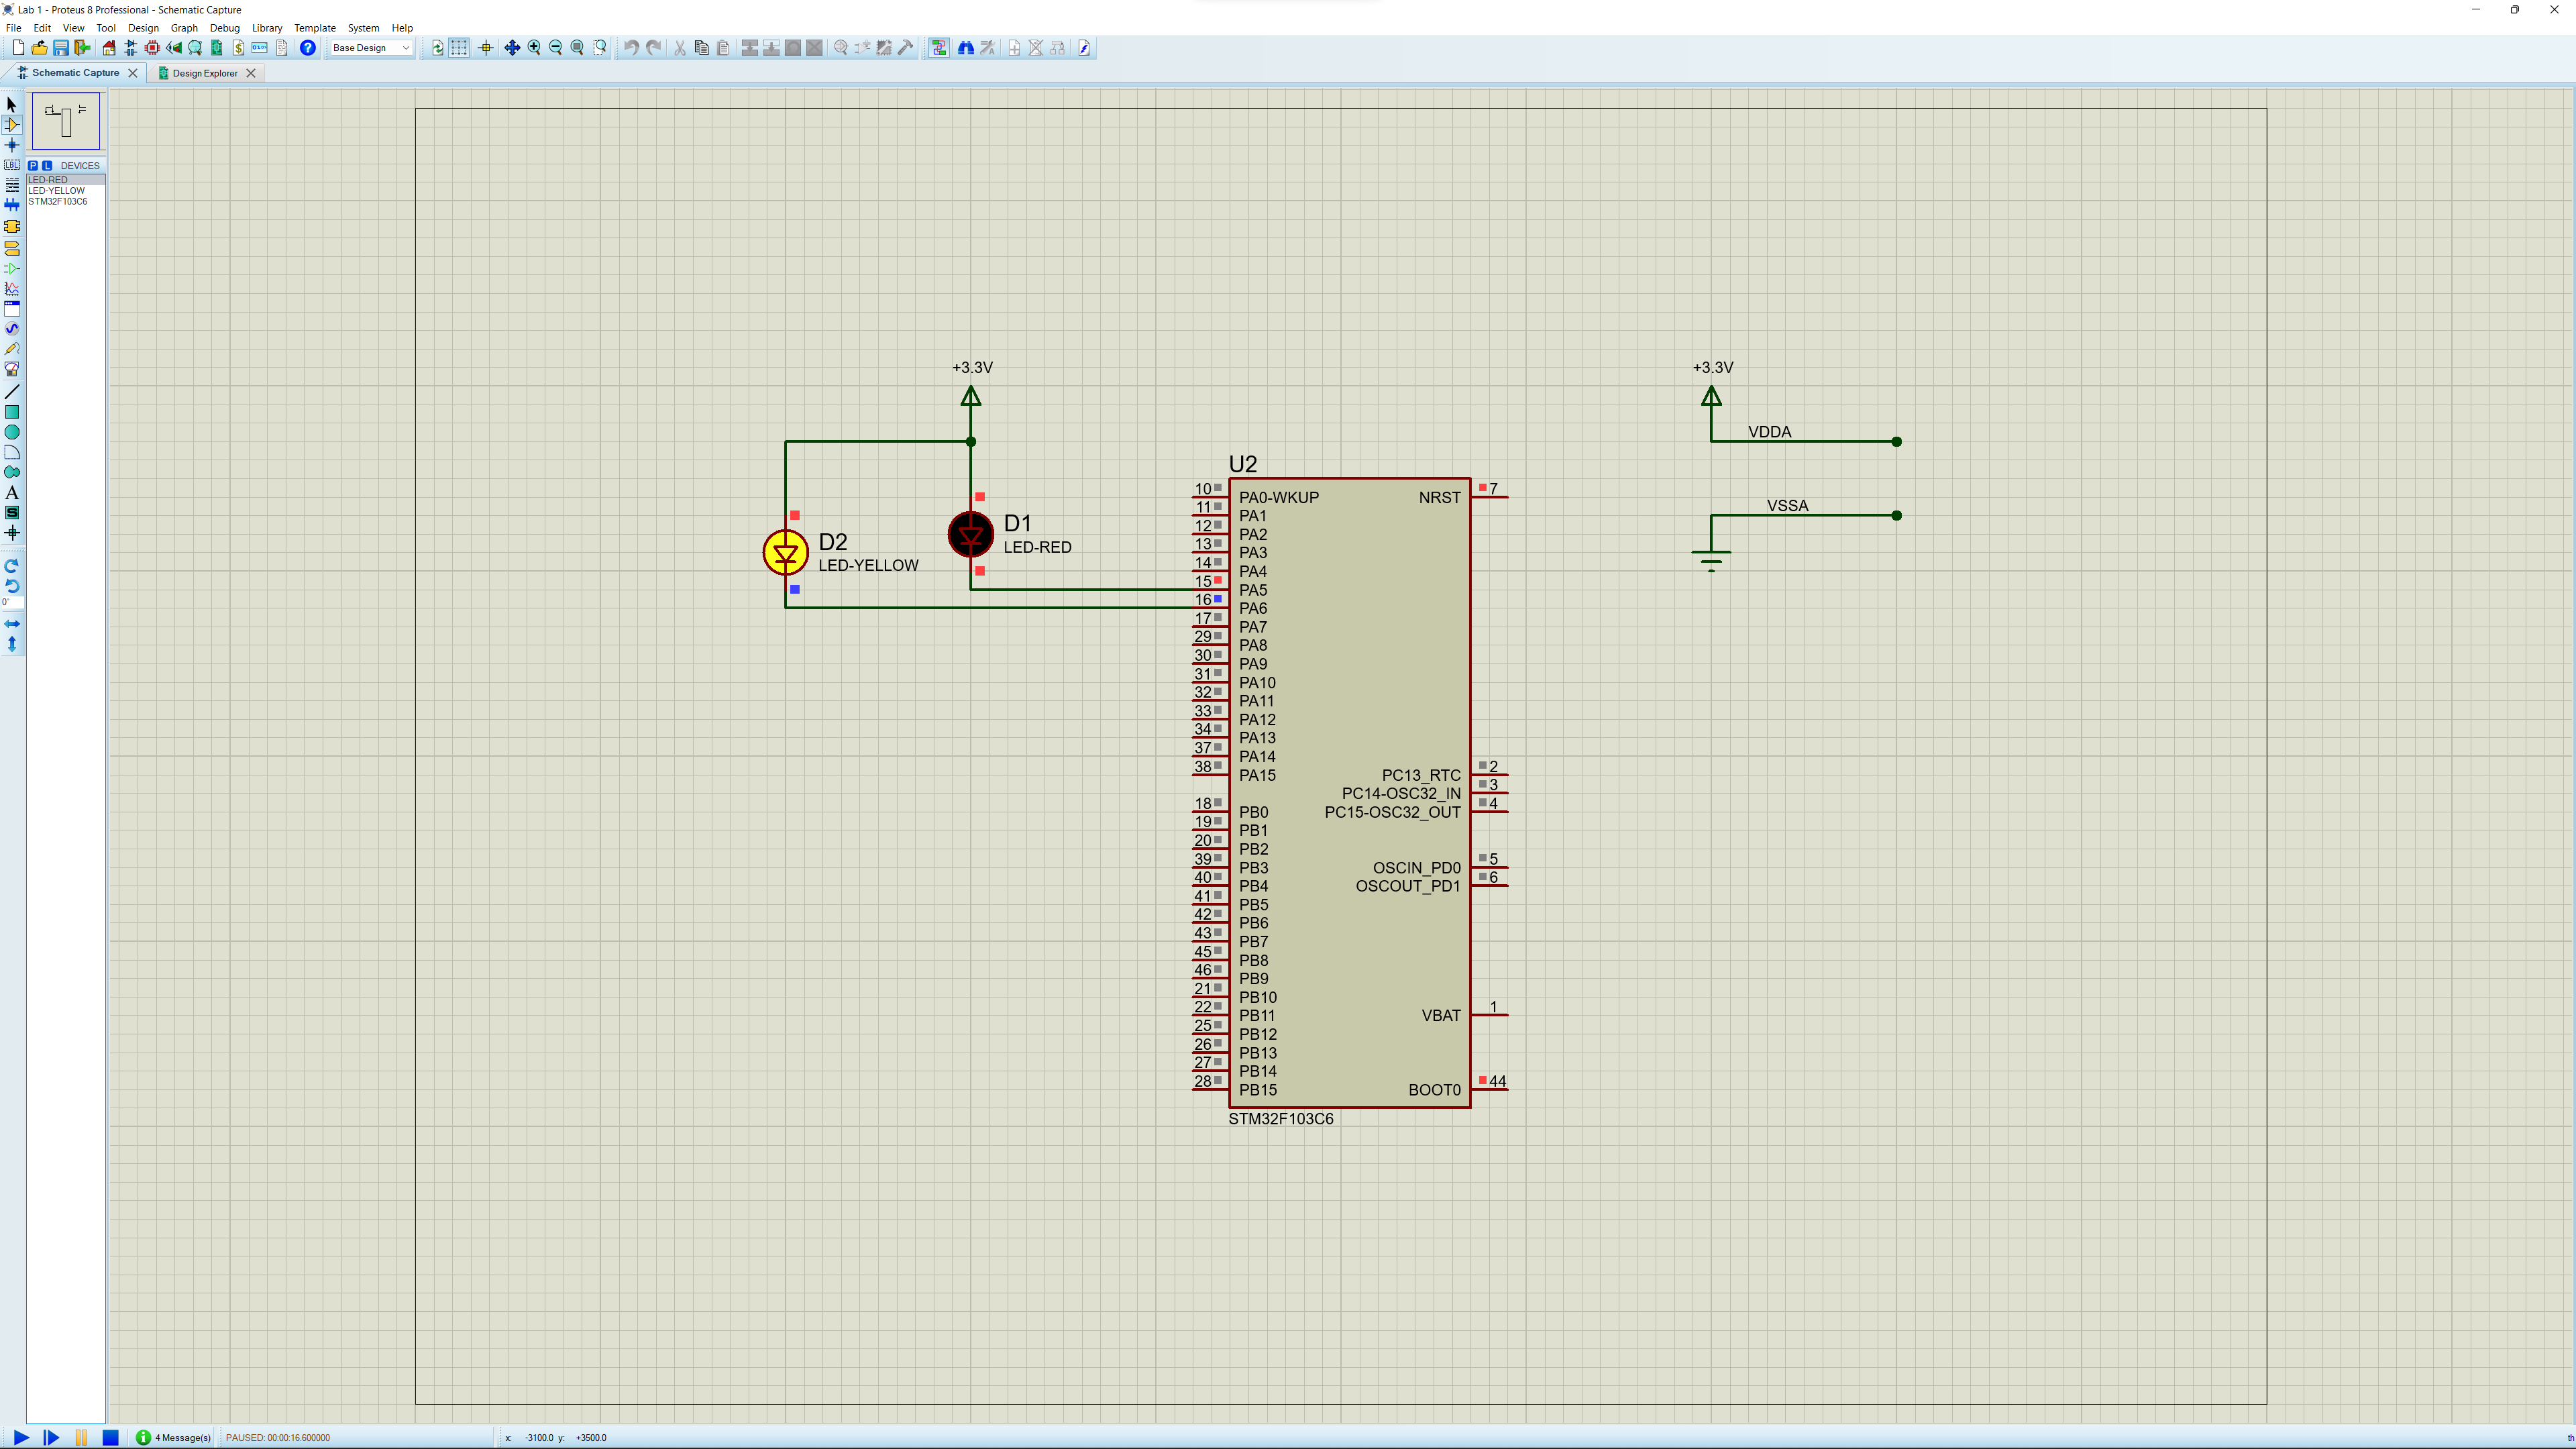 Lab 1 - Proteus 8 Professional - Schematic Capture
File Edit View Tool Design Graph Debug Library Template System Help
Base Design
Schematic Capture
Design Explorer
P L DEVICES
LED-RED
LED-YELLOW
STM32F103C6
0°
+3.3V
D2
LED-YELLOW
D1
LED-RED
U2
10 PA0-WKUP
11 PA1
12 PA2
13 PA3
14 PA4
15 PA5
16 PA6
17 PA7
29 PA8
30 PA9
31 PA10
32 PA11
33 PA12
34 PA13
37 PA14
38 PA15
18 PB0
19 PB1
20 PB2
39 PB3
40 PB4
41 PB5
42 PB6
43 PB7
45 PB8
46 PB9
21 PB10
22 PB11
25 PB12
26 PB13
27 PB14
28 PB15
NRST 7
PC13_RTC 2
PC14-OSC32_IN 3
PC15-OSC32_OUT 4
OSCIN_PD0 5
OSCOUT_PD1 6
VBAT 1
BOOT0 44
STM32F103C6
+3.3V
VDDA
VSSA
4 Message(s) PAUSED: 00:00:16.600000 x: -3100.0 y: +3500.0 th